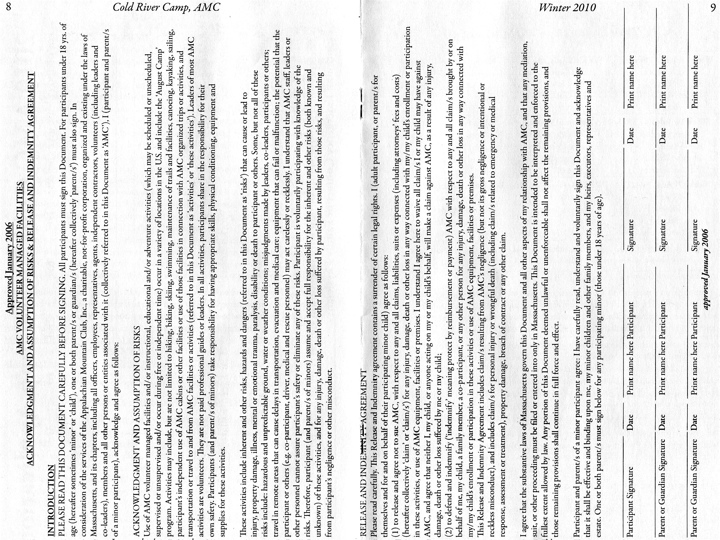 8
Cold River Camp, AMC
Approved January 2006
AMC VOLUNTEER MANAGED FACILITIES
ACKNOWLEDGMENT AND ASSUMPTION OF RISKS & RELEASE AND INDEMNITY AGREEMENT
INTRODUCTION
PLEASE READ THIS DOCUMENT CAREFULLY BEFORE SIGNING. All participants must sign this Document. For participants under 18 yrs. of
age (hereafter sometimes 'minor' or 'child'), one or both parents/s or guardian/s (hereafter collectively 'parent/s') must also sign. In
consideration of the services of the Appalachian Mountain Club, Inc., a charitable, not-for-profit corporation, organized and existing under the laws of
Massachusetts, and its chapters, including all officers, employees, representatives, agents, independent contractors, volunteers (including leaders and
co-leaders), members and all other persons or entities associated with it (collectively referred to in this Document as 'AMC'), I (participant and parent/s
of a minor participant), acknowledge and agree as follows:
ACKNOWLEDGMENT AND ASSUMPTION OF RISKS
Use of AMC volunteer managed facilities and/or instructional, educational and/or adventure activities (which may be scheduled or unscheduled,
supervised or unsupervised and/or occur during free or independent time) occur in a variety of locations in the U.S. and include the 'August Camp'
program. Activities may include, but are not limited to hiking, biking, skiing, swimming, maintenance of trails and facilities, canoeing, kayaking, sailing,
participant's independent use of AMC cabins or other facilities or use of those facilities in connection with AMC organized trips or activities, and
transportation or travel to and from AMC facilities or activities (referred to in this Document as 'activities' or 'these activities'). Leaders of most AMC
activities are volunteers. They are not paid professional guides or leaders. In all activities, participants share in the responsibility for their
own safety. Participants (and parent/s of minors) take responsibility for having appropriate skills, physical conditioning, equipment and
supplies for these activities.
These activities include inherent and other risks, hazards and dangers (referred to in this Document as 'risks') that can cause or lead to
injury, property damage, illness, mental or emotional trauma, paralysis, disability or death to participant or others. Some, but not all of these
risks include: hazardous and unpredictable ground, water or weather conditions; misjudgments made by leaders, co-leaders, participants or others;
travel in remote areas that can cause delays in transportation, evacuation and medical care; equipment that can fail or malfunction; the potential that the
participant or others (e.g. co-participant, driver, medical and rescue personnel) may act carelessly or recklessly. I understand that AMC staff, leaders or
other personnel cannot assure participant's safety or eliminate any of these risks. Participant is voluntarily participating with knowledge of the
risks. Therefore, participant (and parent/s of minors) assume and accept full responsibility for the inherent and other risks (both known and
unknown) of these activities, and for any injury, damage, death or other loss suffered by participant, resulting from those risks, and resulting
from participant's negligence or other misconduct.
Winter 2010
9
RELEASE AND INDEMNITY AGREEMENT
Please read carefully. This Release and Indemnity agreement contains a surrender of certain legal rights. I (adult participant, or parent/s for
themselves and for and on behalf of their participating minor child) agree as follows:
(1) to release and agree not to sue AMC, with respect to any and all claims, liabilities, suits or expenses (including attorneys' fees and costs)
(hereafter collectively 'claim' or 'claim/s') for any injury, damage, death or other loss in any way connected with my/my child's enrollment or participation
in these activities, or use of AMC equipment, facilities or premises. I understand I agree here to waive all claim/s I or my child may have against
AMC, and agree that neither I, my child, or anyone acting on my or my child's behalf, will make a claim against AMC, as a result of any injury,
damage, death or other loss suffered by me or my child;
(2) to defend and indemnify ('indemnify' meaning protect by reimbursement or payment) AMC with respect to any and all claim/s brought by or on
behalf of me, my child, a family member, a co-participant, or any other person for any injury, damage, death or other loss in any way connected with
my/my child's enrollment or participation in these activities or use of AMC equipment, facilities or premises.
This Release and Indemnity Agreement includes claim/s resulting from AMC's negligence (but not its gross negligence or intentional or
reckless misconduct), and includes claim/s for personal injury or wrongful death (including claim/s related to emergency or medical
response, assessment or treatment), property damage, breach of contract or any other claim.
I agree that the substantive laws of Massachusetts govern this Document and all other aspects of my relationship with AMC, and that any mediation,
suit, or other proceeding must be filed or entered into only in Massachusetts. This Document is intended to be interpreted and enforced to the
fullest extent allowed by law. Any portion of this Document deemed unlawful or unenforceable shall not affect the remaining provisions, and
those remaining provisions shall continue in full force and effect.
Participant and parent/s of a minor participant agree: I have carefully read, understand and voluntarily sign this Document and acknowledge
that it shall be effective and binding upon me, my minor children and other family members, and my heirs, executors, representatives and
estate. One or both parent/s must sign below for any participating minor (those under 18 years of age).
Participant Signature Date Print name here Participant Signature Date Print name here
Parent or Guardian Signature Date Print name here Participant Signature Date Print name here
Parent or Guardian Signature Date Print name here Participant Signature Date Print name here
approved January 2006